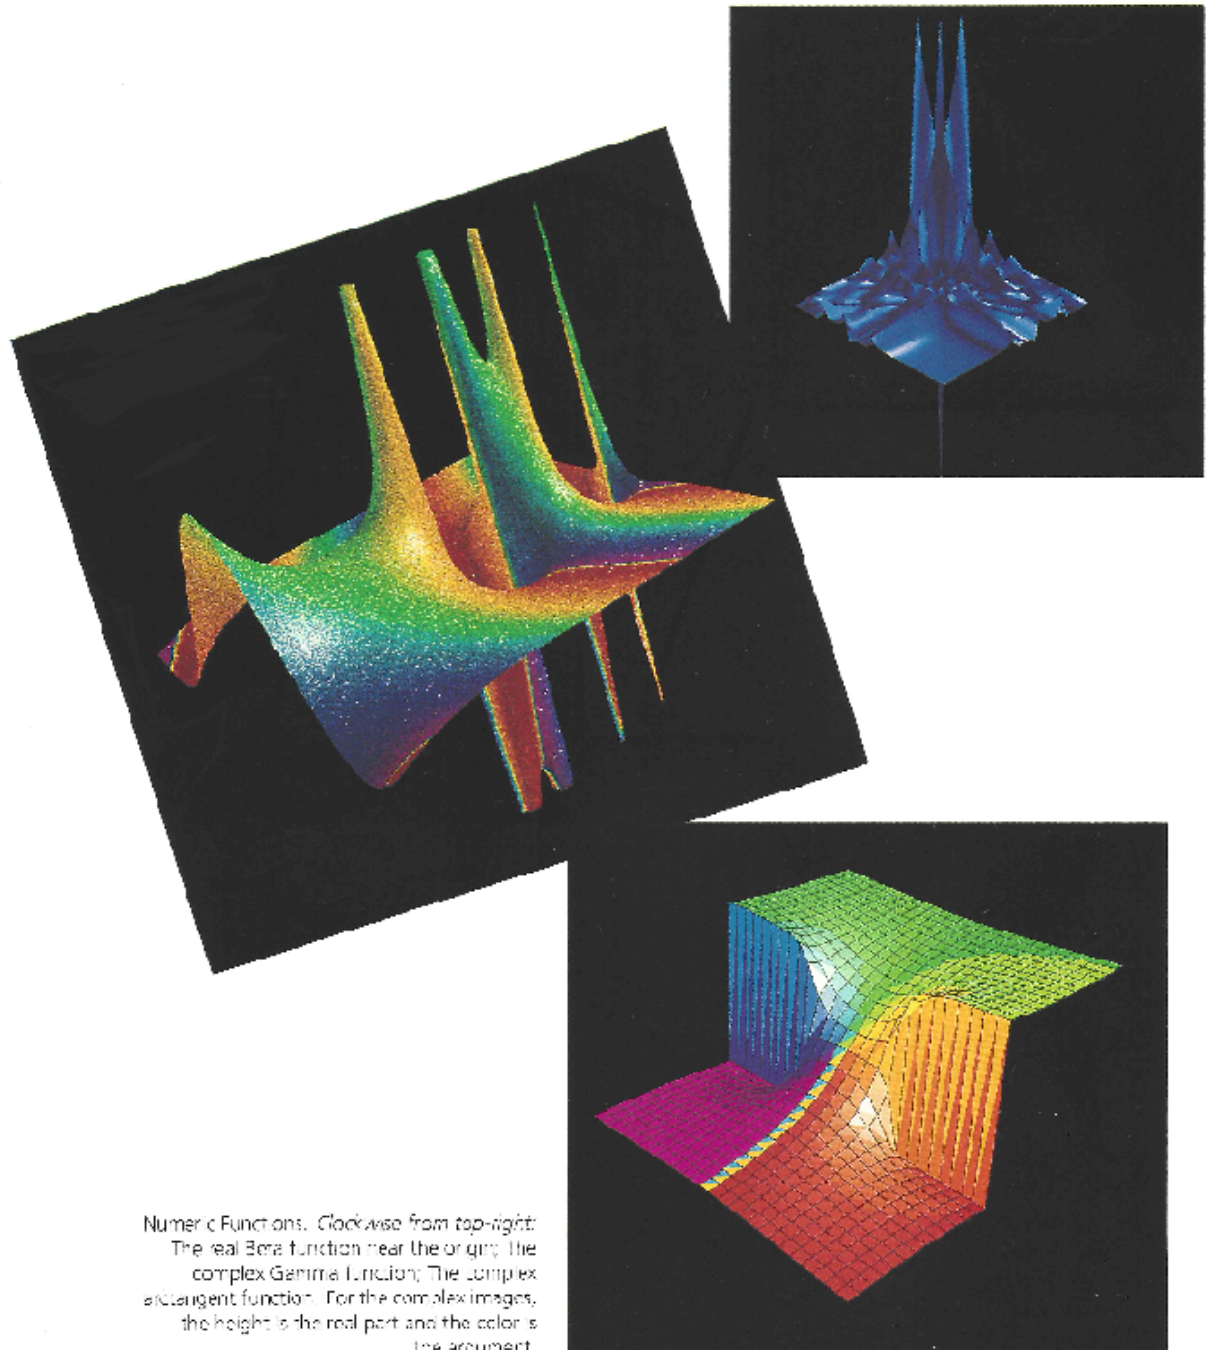 Numeric Functions. Clockwise from top-right:
The real Beta function near the origin; The
complex Gamma function; The complex
arctangent function. For the complex images,
the height is the real part and the color is
the argument.